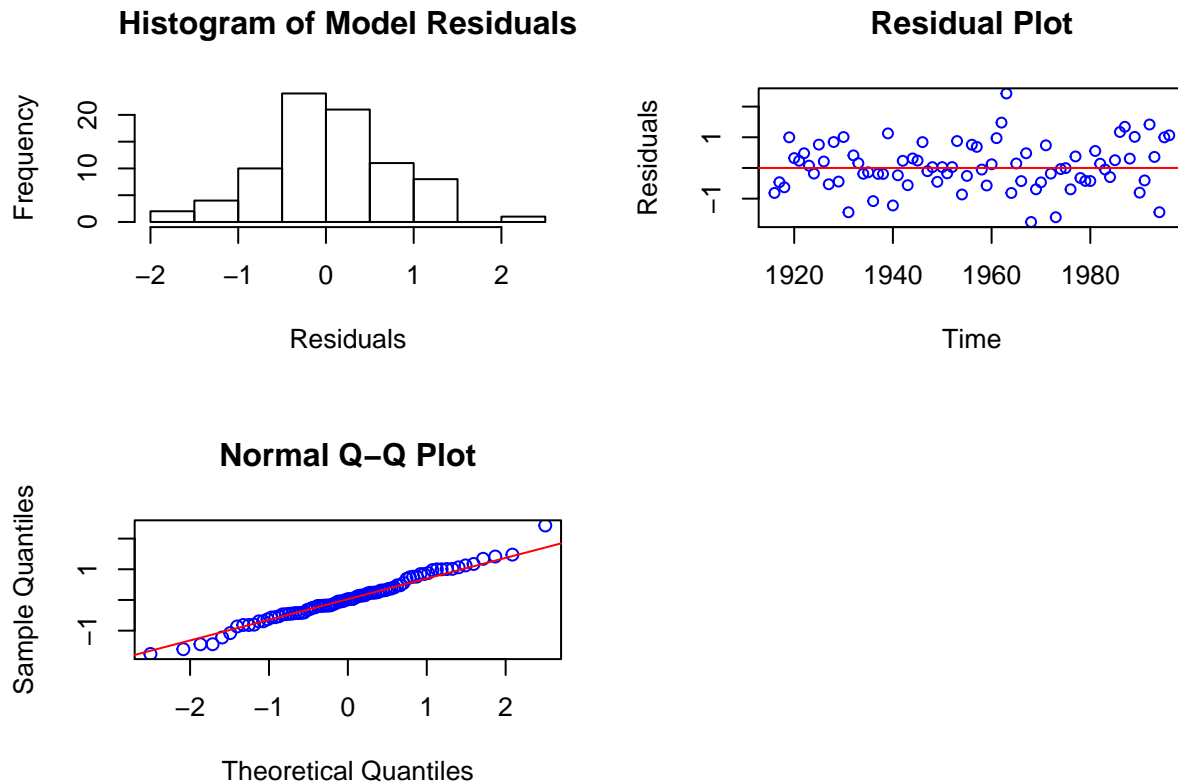 Histogram of Model Residuals
Frequency
0
10
20
−2
−1
0
1
2
Residuals
Residual Plot
Residuals
−1
1
1920
1940
1960
1980
Time
Normal Q−Q Plot
Sample Quantiles
−1
1
−2
−1
0
1
2
Theoretical Quantiles